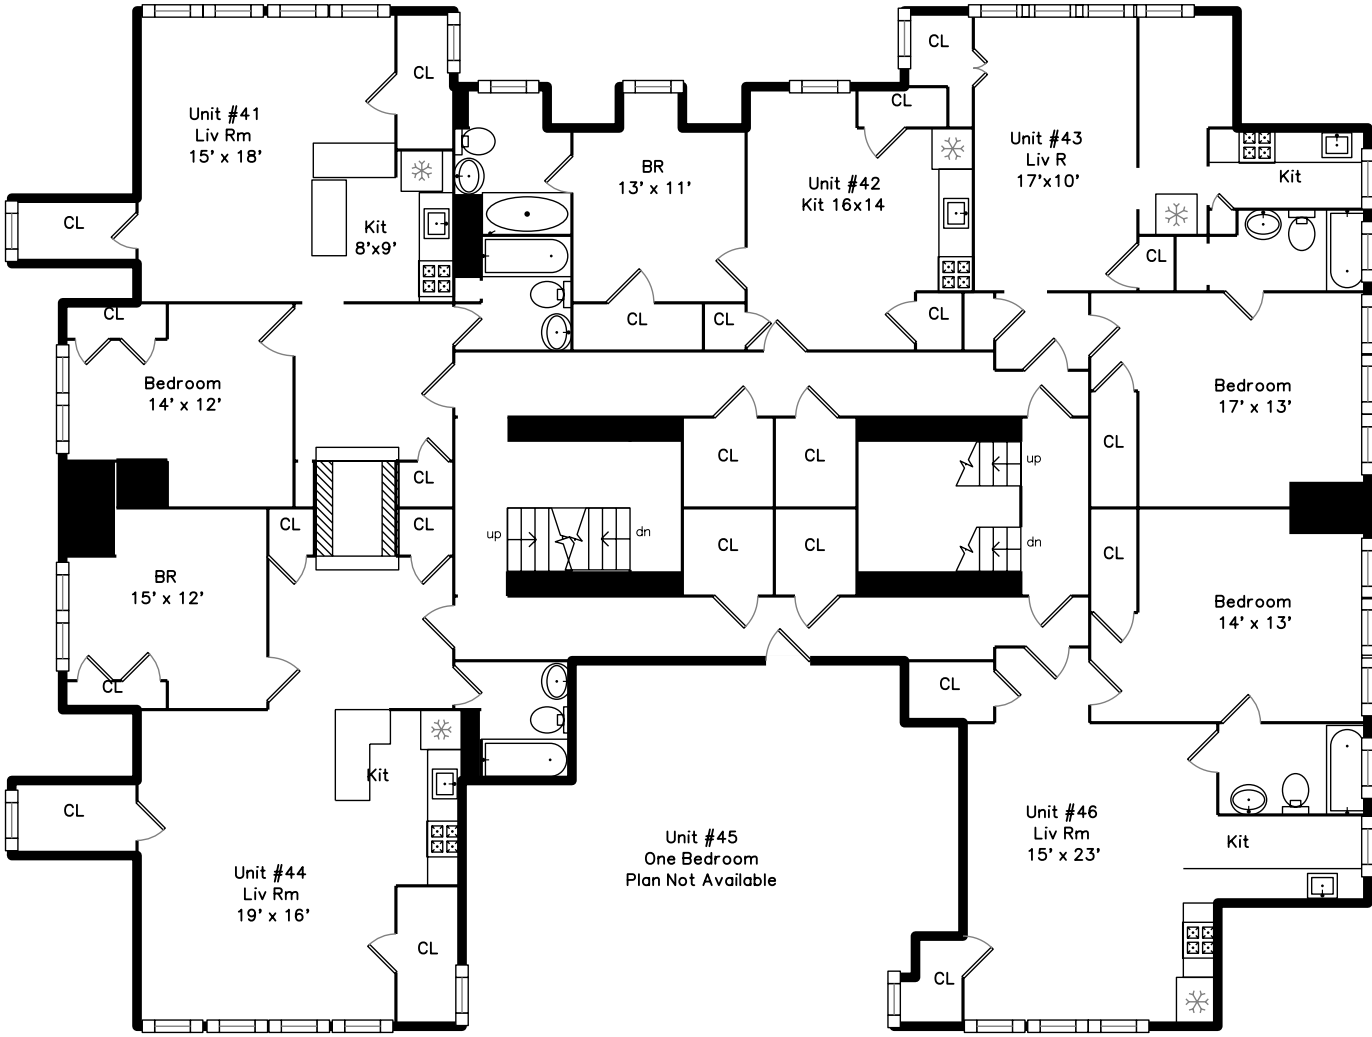 CL
CL
Unit #41
Liv Rm
15' x 18'
CL
CL
Kit
8'x9'
BR
13' x 11'
Unit #42
Kit 16x14
Unit #43
Liv R
17'x10'
Kit
CL
CL
CL
CL
CL
CL
Bedroom
14' x 12'
Bedroom
17' x 13'
CL
CL
CL
CL
up
CL
CL
up
dn
CL
CL
dn
CL
BR
15' x 12'
Bedroom
14' x 13'
CL
CL
Kit
CL
Unit #46
Liv Rm
15' x 23'
Kit
Unit #45
One Bedroom
Plan Not Available
Unit #44
Liv Rm
19' x 16'
CL
CL